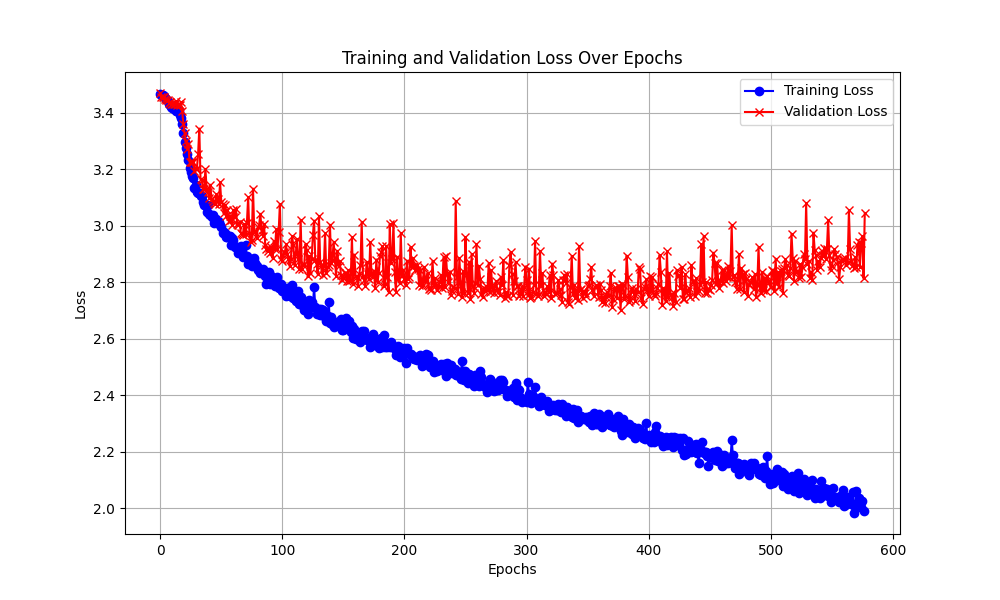 Training and Validation Loss Over Epochs
Training Loss
Validation Loss
3.4
3.2
3.0
2.8
2.6
2.4
2.2
2.0
Loss
0 100 200 300 400 500 600
Epochs